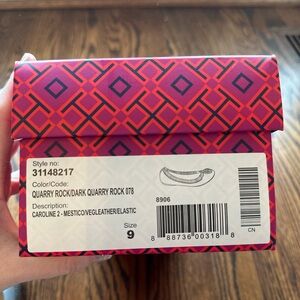 Style no:
31148217
Color/Code:
QUARRY ROCK/DARK QUARRY ROCK 078
Description:
CAROLINE 2 - MESTICO/VEGLEATHER/ELASTIC
Size
9
8906
8 88736 00318 8
CN